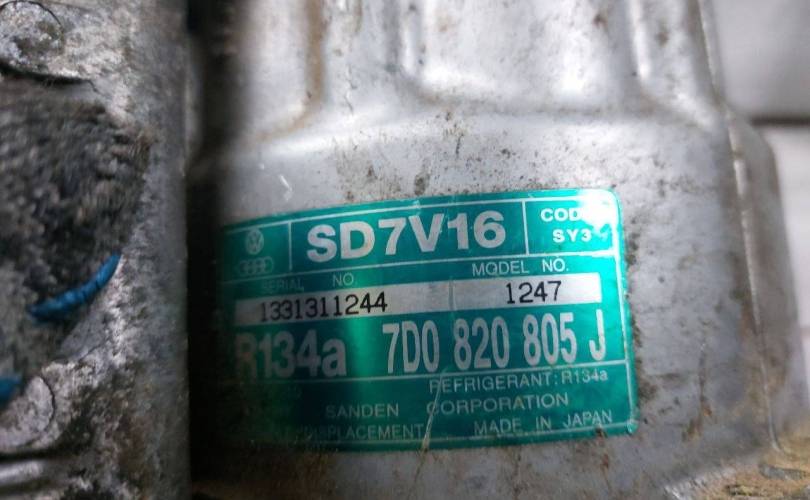 SD7V16
CODE
SY3
SERIAL NO.
MODEL NO.
1331311244
1247
R134a 7D0 820 805 J
REFRIGERANT: R134a
SANDEN CORPORATION
DISPLACEMENT MADE IN JAPAN